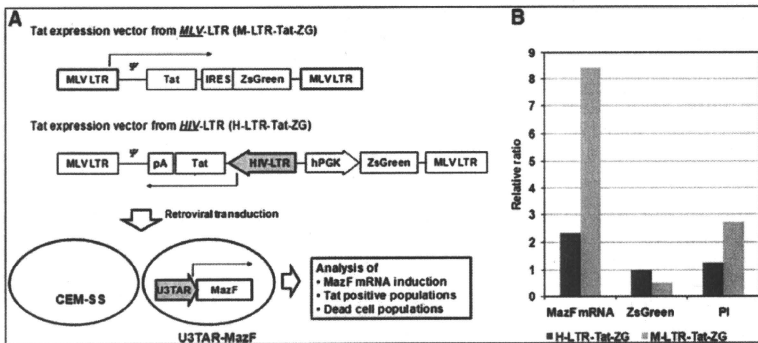 A
Tat expression vector from MLV-LTR (M-LTR-Tat-ZG)
MLV LTR Ψ Tat IRES ZsGreen MLV LTR
Tat expression vector from HIV-LTR (H-LTR-Tat-ZG)
MLV LTR Ψ pA Tat HIV-LTR hPGK ZsGreen MLV LTR
Retroviral transduction
CEM-SS
U3TAR MazF
U3TAR-MazF
Analysis of
• MazF mRNA induction
• Tat positive populations
• Dead cell populations
B
Relative ratio
9
8
7
6
5
4
3
2
1
0
MazF mRNA ZsGreen PI
H-LTR-Tat-ZG M-LTR-Tat-ZG